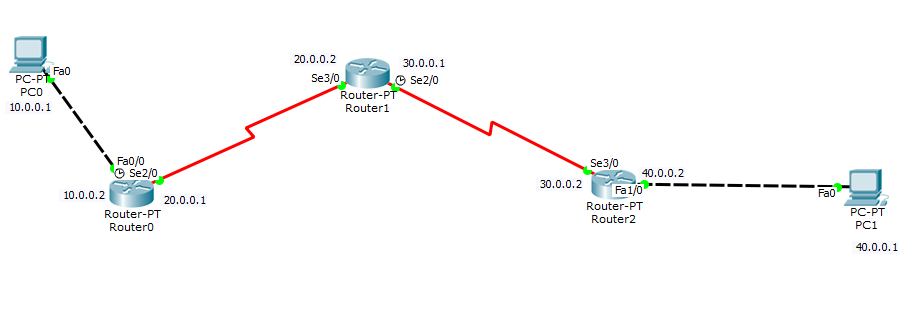 Fa0
PC-PT
PC0
10.0.0.1
20.0.0.2
30.0.0.1
Se3/0
Se2/0
Router-PT
Router1
Fa0/0
Se2/0
10.0.0.2
20.0.0.1
Router-PT
Router0
Se3/0
40.0.0.2
30.0.0.2
Fa1/0
Router-PT
Router2
Fa0
PC-PT
PC1
40.0.0.1